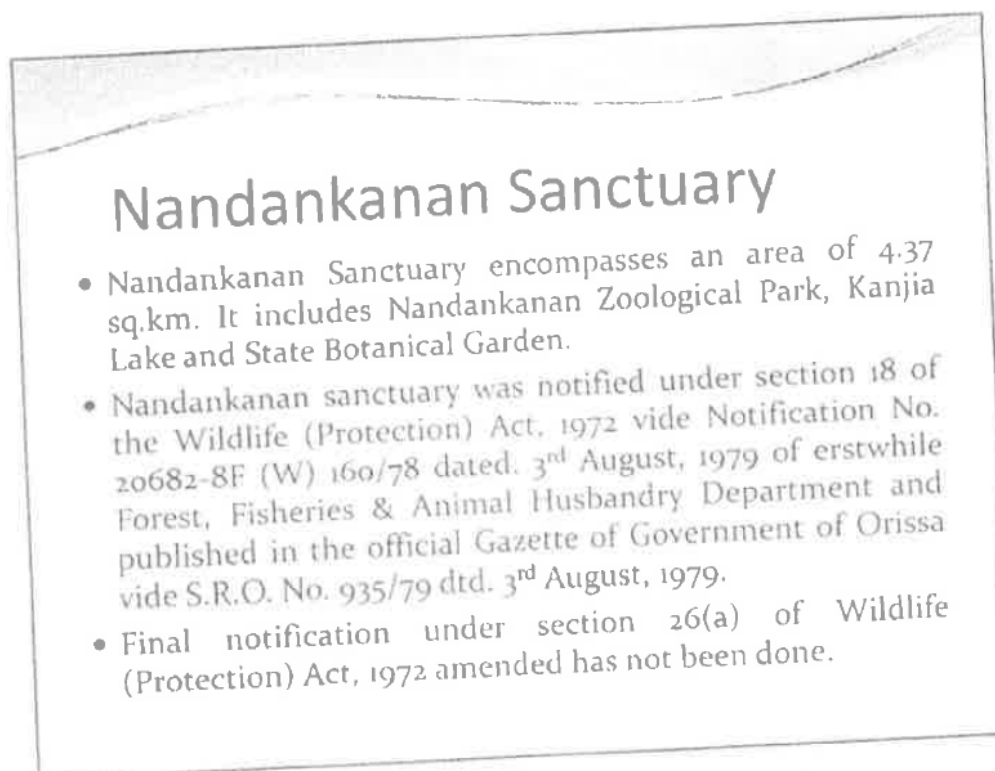 Nandankanan Sanctuary
• Nandankanan Sanctuary encompasses an area of 4.37
sq.km. It includes Nandankanan Zoological Park, Kanjia
Lake and State Botanical Garden.
• Nandankanan sanctuary was notified under section 18 of
the Wildlife (Protection) Act, 1972 vide Notification No.
20682-8F (W) 160/78 dated. 3rd August, 1979 of erstwhile
Forest, Fisheries & Animal Husbandry Department and
published in the official Gazette of Government of Orissa
vide S.R.O. No. 935/79 dtd. 3rd August, 1979.
• Final notification under section 26(a) of Wildlife
(Protection) Act, 1972 amended has not been done.